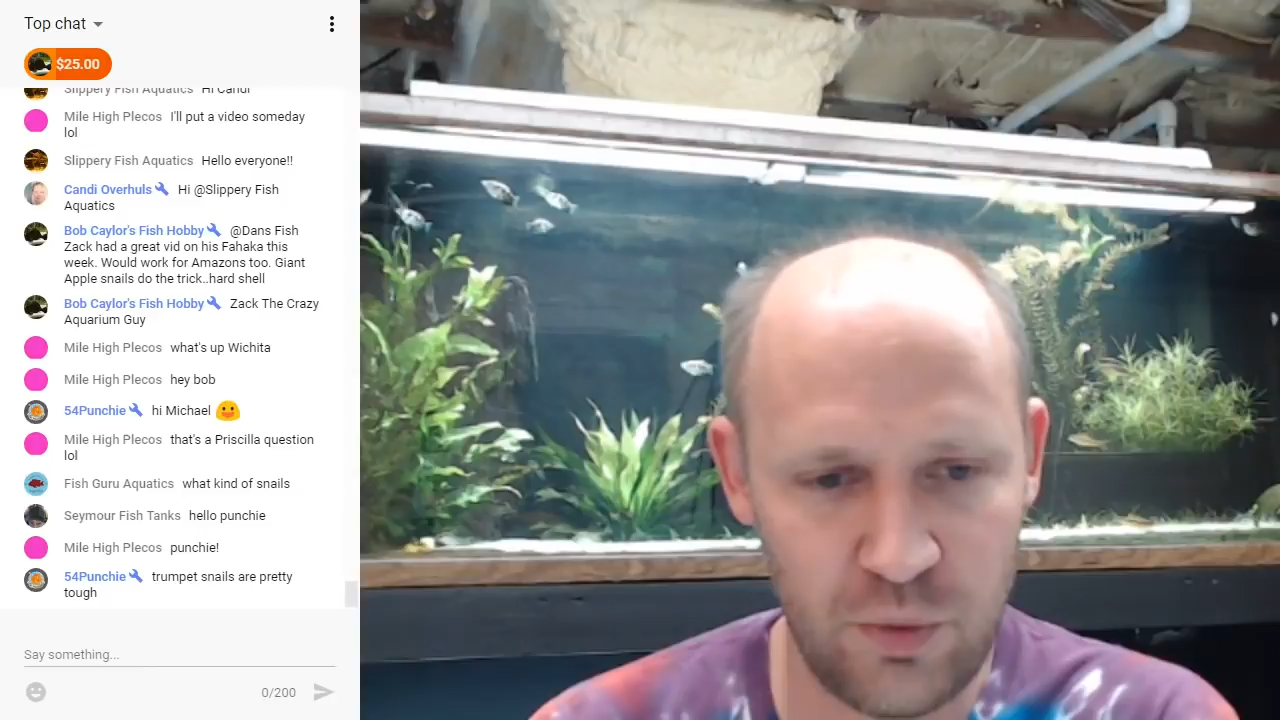 Top chat
$25.00
Slippery Fish Aquatics Hi Candi
Mile High Plecos I'll put a video someday
lol
Slippery Fish Aquatics Hello everyone!!
Candi Overhuls Hi @Slippery Fish
Aquatics
Bob Caylor's Fish Hobby @Dans Fish
Zack had a great vid on his Fahaka this
week. Would work for Amazons too. Giant
Apple snails do the trick..hard shell
Bob Caylor's Fish Hobby Zack The Crazy
Aquarium Guy
Mile High Plecos what's up Wichita
Mile High Plecos hey bob
54Punchie hi Michael
Mile High Plecos that's a Priscilla question
lol
Fish Guru Aquatics what kind of snails
Seymour Fish Tanks hello punchie
Mile High Plecos punchie!
54Punchie trumpet snails are pretty
tough
Say something...
0/200